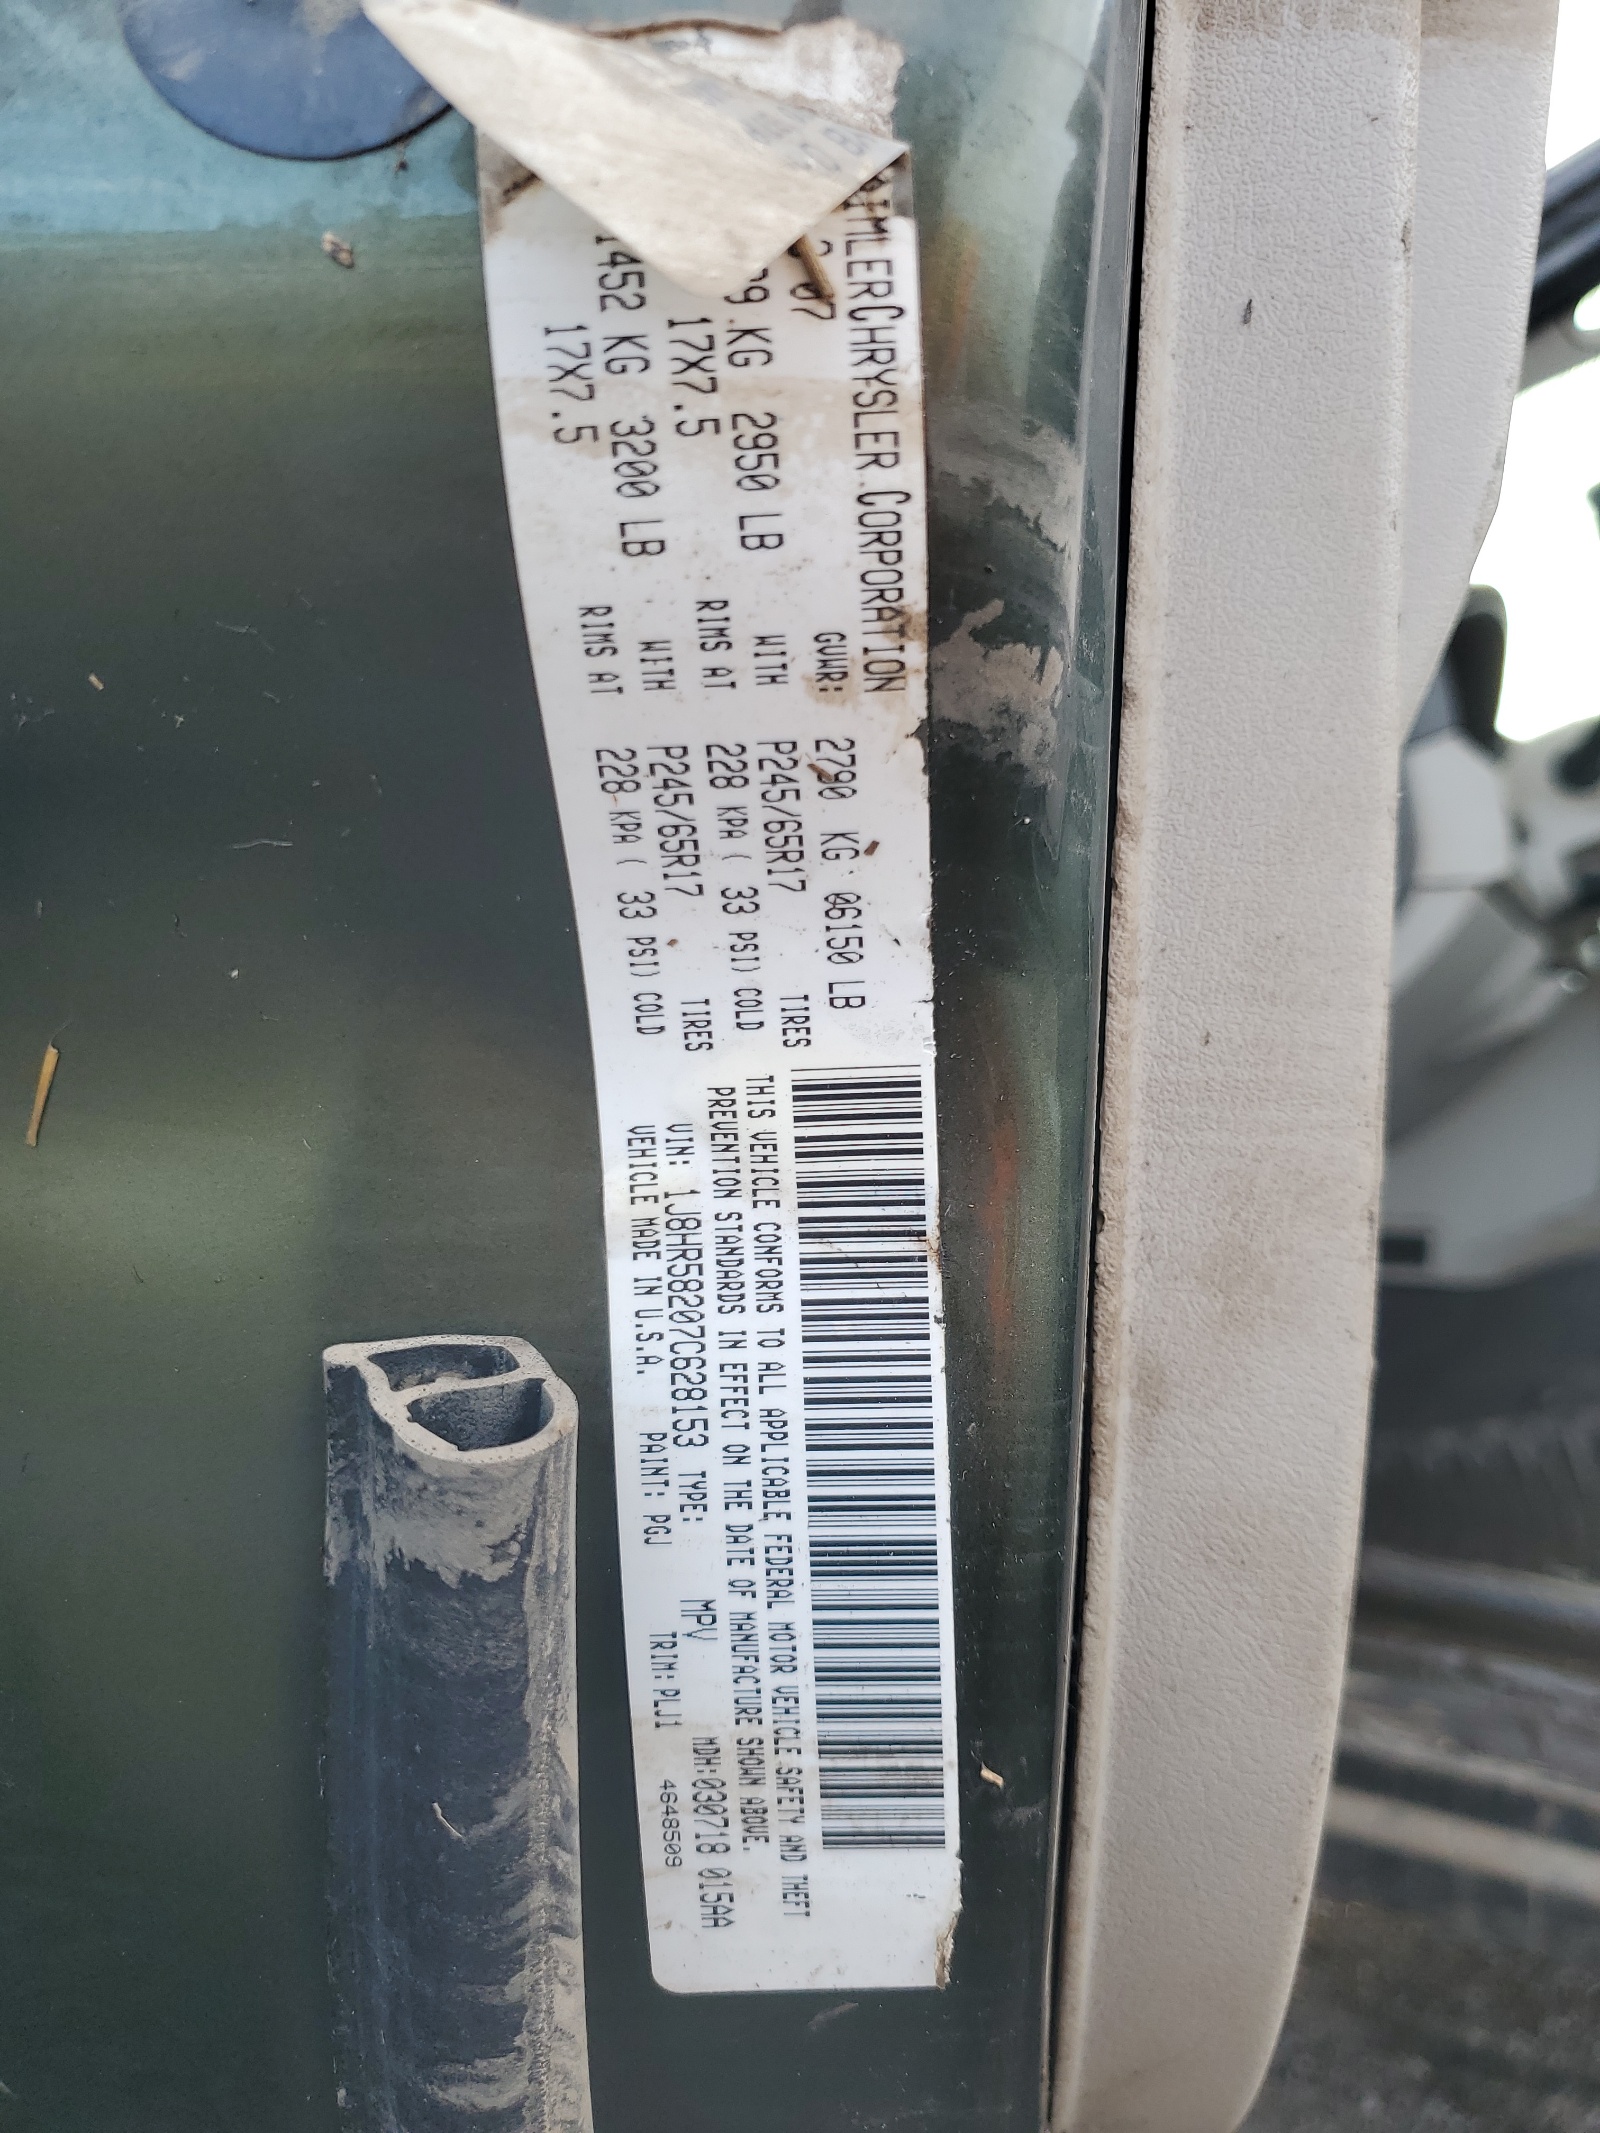 IMLERCHRYSLER CORPORATION
07 GVWR: 2790 KG 06150 LB
KG 2950 LB WITH P245/65R17 TIRES
17X7.5 RIMS AT 228 KPA ( 33 PSI) COLD
1452 KG 3200 LB WITH P245/65R17 TIRES
17X7.5 RIMS AT 228 KPA ( 33 PSI) COLD
THIS VEHICLE CONFORMS TO ALL APPLICABLE FEDERAL MOTOR VEHICLE SAFETY AND THEFT
PREVENTION STANDARDS IN EFFECT ON THE DATE OF MANUFACTURE SHOWN ABOVE.
VIN: 1J8HR58207C628153 TYPE: MPV MDH:030718 015AA
VEHICLE MADE IN U.S.A. PAINT: PGJ TRIM:PLJ1 4648509